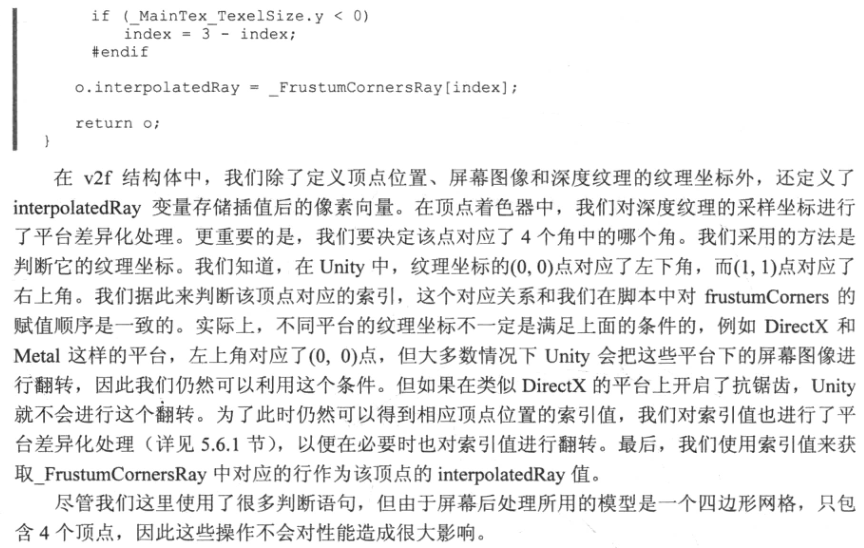 if (_MainTex_TexelSize.y < 0)
index = 3 - index;
#endif
o.interpolatedRay = _FrustumCornersRay[index];
return o;
}
在 v2f 结构体中，我们除了定义顶点位置、屏幕图像和深度纹理的纹理坐标外，还定义了
interpolatedRay 变量存储插值后的像素向量。在顶点着色器中，我们对深度纹理的采样坐标进行
了平台差异化处理。更重要的是，我们要决定该点对应了 4 个角中的哪个角。我们采用的方法是
判断它的纹理坐标。我们知道，在 Unity 中，纹理坐标的(0, 0)点对应了左下角，而(1, 1)点对应了
右上角。我们据此来判断该顶点对应的索引，这个对应关系和我们在脚本中对 frustumCorners 的
赋值顺序是一致的。实际上，不同平台的纹理坐标不一定是满足上面的条件的，例如 DirectX 和
Metal 这样的平台，左上角对应了(0, 0)点，但大多数情况下 Unity 会把这些平台下的屏幕图像进
行翻转，因此我们仍然可以利用这个条件。但如果在类似 DirectX 的平台上开启了抗锯齿，Unity
就不会进行这个翻转。为了此时仍然可以得到相应顶点位置的索引值，我们对索引值也进行了平
台差异化处理（详见 5.6.1 节），以便在必要时也对索引值进行翻转。最后，我们使用索引值来获
取_FrustumCornersRay 中对应的行作为该顶点的 interpolatedRay 值。
尽管我们这里使用了很多判断语句，但由于屏幕后处理所用的模型是一个四边形网格，只包
含 4 个顶点，因此这些操作不会对性能造成很大影响。